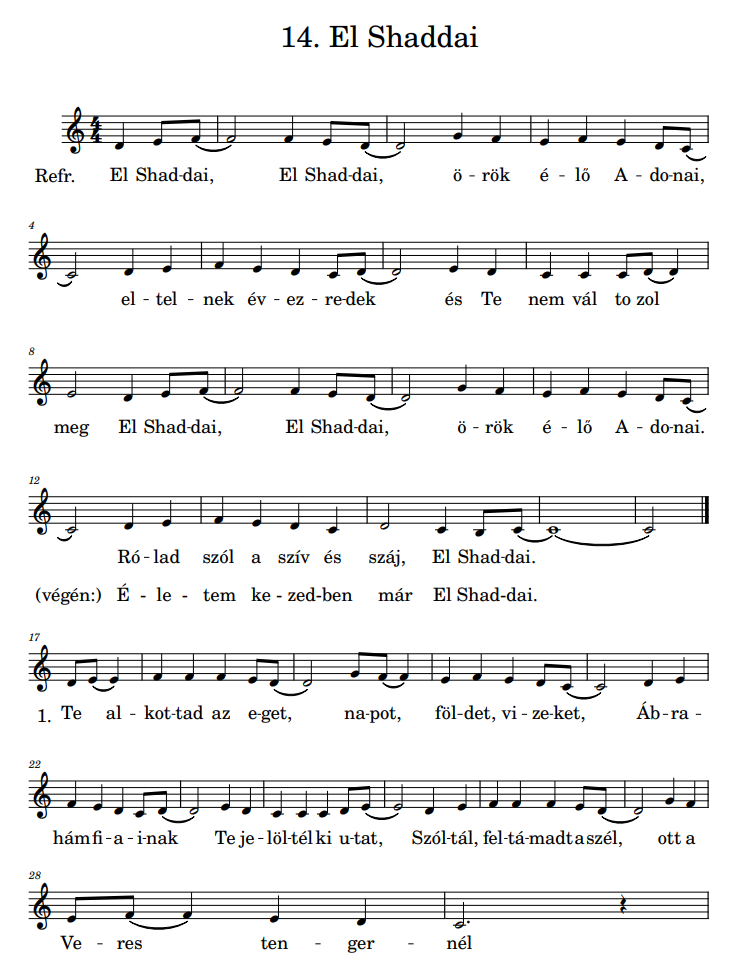 14. El Shaddai
Refr. El Shad-dai, El Shad-dai, ö - rök é - lő A - do-nai,
4
el - tel - nek év - ez - re-dek és Te nem vál to zol
8
meg El Shad-dai, El Shad-dai, ö - rök é - lő A - do-nai.
12
Ró - lad szól a szív és száj, El Shad-dai.
(végén:) É - le - tem ke - zed-ben már El Shad-dai.
17
1. Te al - kot-tad az e-get, na-pot, föl-det, vi-ze-ket, Áb-ra -
22
hám fi-a-i-nak Te je-löl-tél ki u-tat, Szól-tál, fel-tá-madt a szél, ott a
28
Ve - res ten - ger - nél